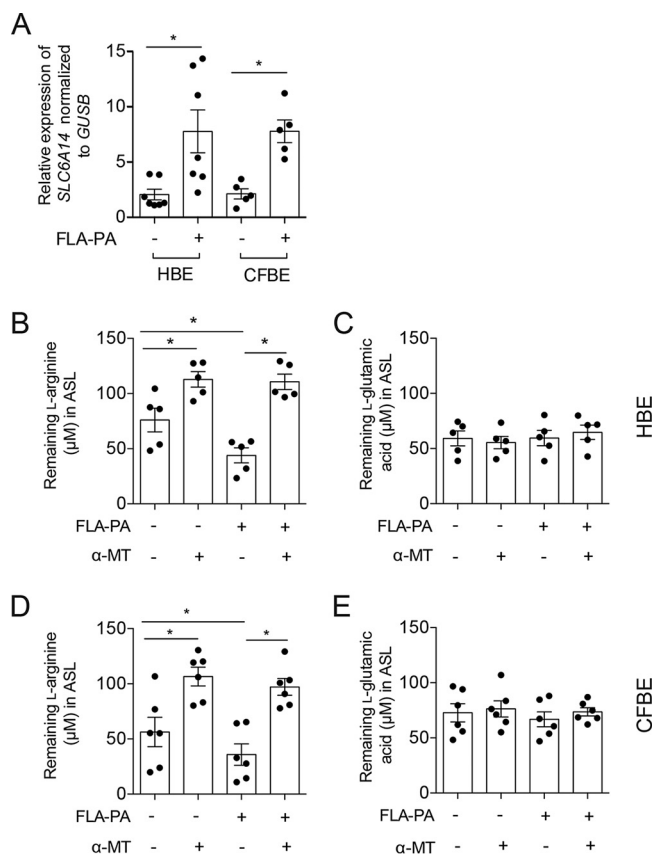 A
Relative expression of
SLC6A14 normalized
to GUSB
15
10
5
0
*
*
FLA-PA - + - +
HBE CFBE
B
Remaining L-arginine
(µM) in ASL
150
100
50
0
*
*
*
FLA-PA - - + +
α-MT - + - +
C
Remaining L-glutamic
acid (µM) in ASL
150
100
50
0
FLA-PA - - + +
α-MT - + - +
HBE
D
Remaining L-arginine
(µM) in ASL
150
100
50
0
*
*
*
FLA-PA - - + +
α-MT - + - +
E
Remaining L-glutamic
acid (µM) in ASL
150
100
50
0
FLA-PA - - + +
α-MT - + - +
CFBE